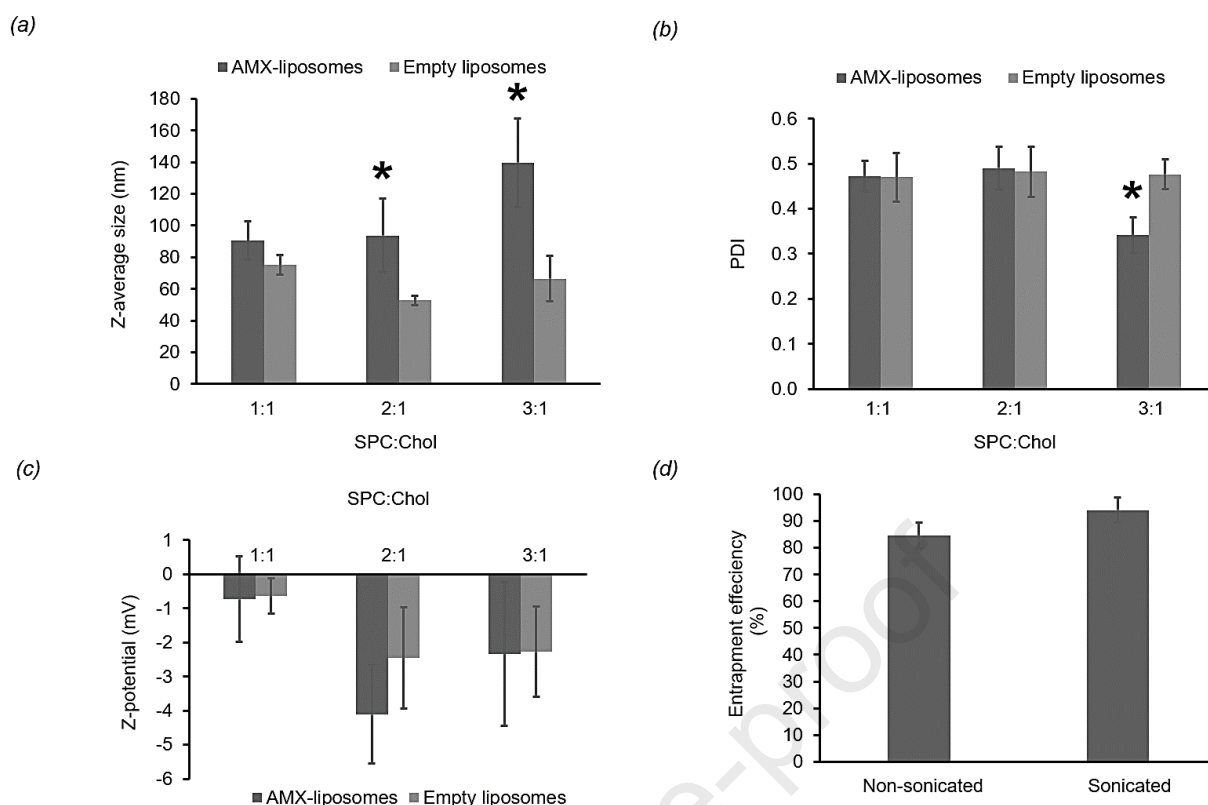 (a)
AMX-liposomes Empty liposomes
Z-average size (nm)
180
160
140
120
100
80
60
40
20
0
*
*
1:1 2:1 3:1
SPC:Chol
(b)
AMX-liposomes Empty liposomes
PDI
0.6
0.5
0.4
0.3
0.2
0.1
0.0
*
1:1 2:1 3:1
SPC:Chol
(c)
SPC:Chol
Z-potential (mV)
1
0
-1
-2
-3
-4
-5
-6
1:1 2:1 3:1
AMX-liposomes Empty liposomes
(d)
Entrapment effeciency
(%)
100
90
80
70
60
50
40
30
20
10
0
Non-sonicated Sonicated
e-proof